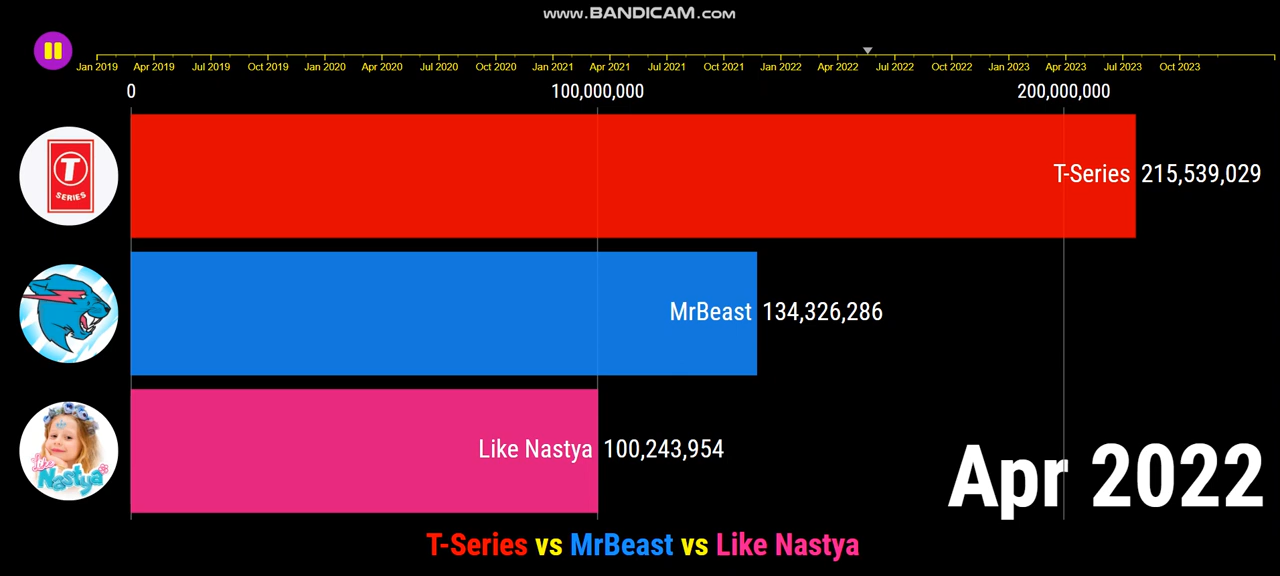 www.BANDICAM.com
Jan 2019 Apr 2019 Jul 2019 Oct 2019 Jan 2020 Apr 2020 Jul 2020 Oct 2020 Jan 2021 Apr 2021 Jul 2021 Oct 2021 Jan 2022 Apr 2022 Jul 2022 Oct 2022 Jan 2023 Apr 2023 Jul 2023 Oct 2023
0 100,000,000 200,000,000
T
SERIES
T-Series 215,539,029
MrBeast 134,326,286
Like
Nastya
Like Nastya 100,243,954
Apr 2022
T-Series vs MrBeast vs Like Nastya